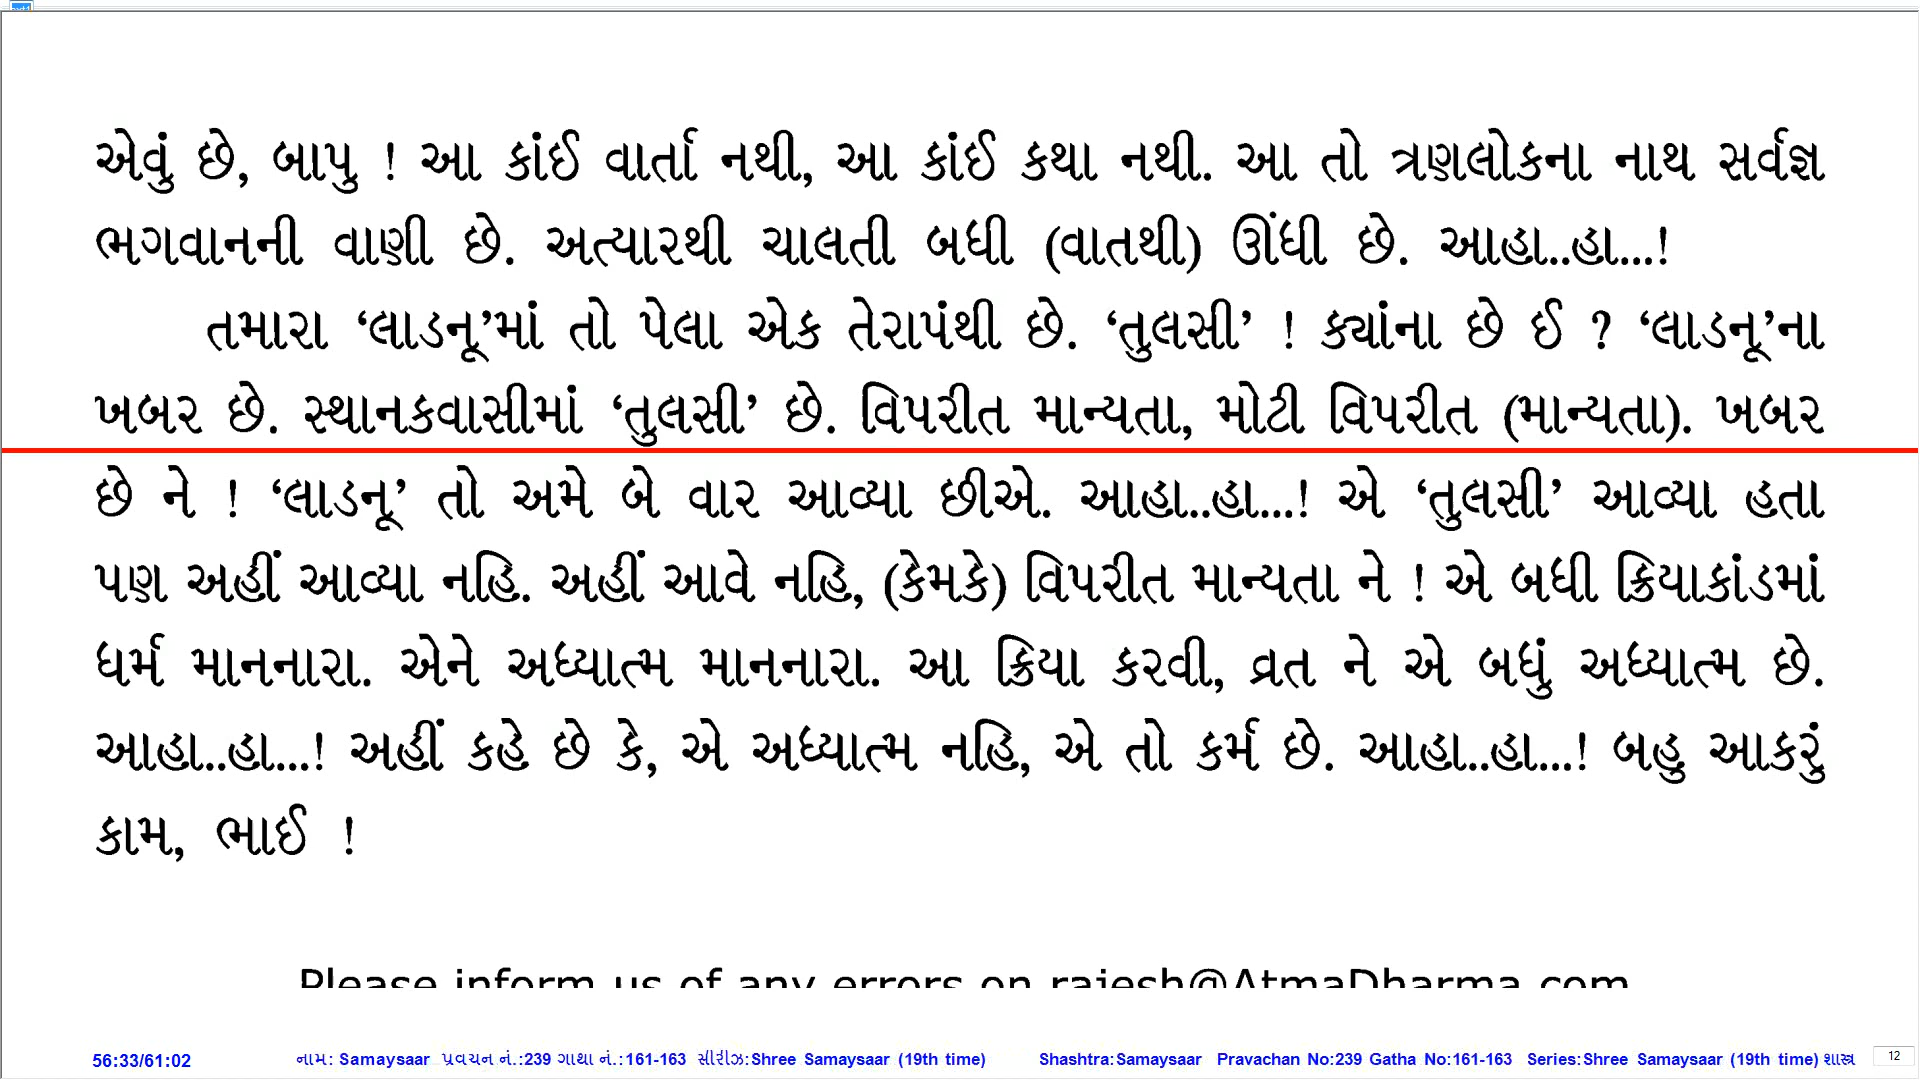 એવું છે, બાપુ ! આ કાંઈ વાર્તા નથી, આ કાંઈ કથા નથી. આ તો ત્રણલોકના નાથ સર્વજ્ઞ
ભગવાનની વાણી છે. અત્યારથી ચાલતી બધી (વાતથી) ઊંધી છે. આહા..હા...!
તમારા ‘લાડનૂ’માં તો પેલા એક તેરાપંથી છે. ‘તુલસી’ ! ક્યાંના છે ઈ ? ‘લાડનૂ’ના
ખબર છે. સ્થાનકવાસીમાં ‘તુલસી’ છે. વિપરીત માન્યતા, મોટી વિપરીત (માન્યતા). ખબર
છે ને ! ‘લાડનૂ’ તો અમે બે વાર આવ્યા છીએ. આહા..હા...! એ ‘તુલસી’ આવ્યા હતા
પણ અહીં આવ્યા નહિ. અહીં આવે નહિ, (કેમકે) વિપરીત માન્યતા ને ! એ બધી ક્રિયાકાંડમાં
ધર્મ માનનારા. એને અધ્યાત્મ માનનારા. આ ક્રિયા કરવી, વ્રત ને એ બધું અધ્યાત્મ છે.
આહા..હા...! અહીં કહે છે કે, એ અધ્યાત્મ નહિ, એ તો કર્મ છે. આહા..હા...! બહુ આકરું
કામ, ભાઈ !
Please inform us of any errors on rajesh@AtmaDharma.com
56:33/61:02 નામ: Samaysaar પ્રવચન નં.:239 ગાથા નં.:161-163 સીરીઝ:Shree Samaysaar (19th time) Shashtra:Samaysaar Pravachan No:239 Gatha No:161-163 Series:Shree Samaysaar (19th time) શાસ્ત્ર 12